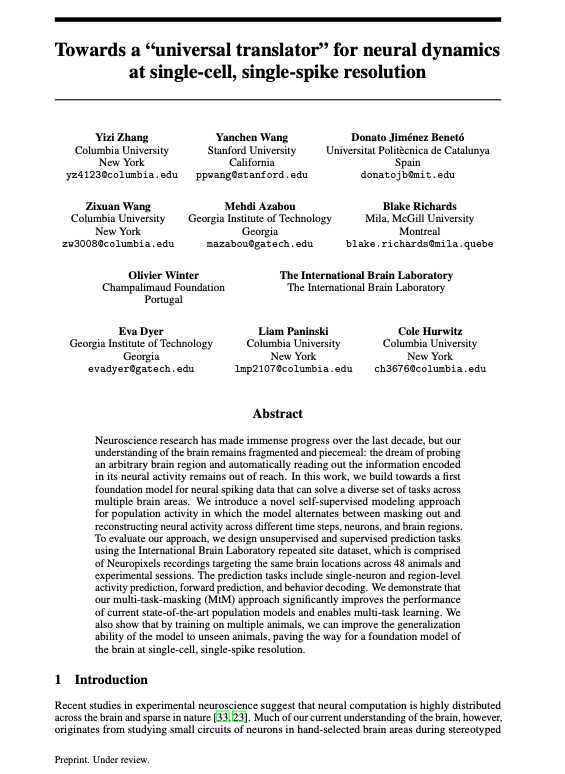 Towards a “universal translator” for neural dynamics
at single-cell, single-spike resolution
Yizi Zhang
Columbia University
New York
yz4123@columbia.edu
Yanchen Wang
Stanford University
California
ppwang@stanford.edu
Donato Jiménez Benetó
Universitat Politècnica de Catalunya
Spain
donatojb@mit.edu
Zixuan Wang
Columbia University
New York
zw3008@columbia.edu
Mehdi Azabou
Georgia Institute of Technology
Georgia
mazabou@gatech.edu
Blake Richards
Mila, McGill University
Montreal
blake.richards@mila.quebe
Olivier Winter
Champalimaud Foundation
Portugal
The International Brain Laboratory
The International Brain Laboratory
Eva Dyer
Georgia Institute of Technology
Georgia
evadyer@gatech.edu
Liam Paninski
Columbia University
New York
lmp2107@columbia.edu
Cole Hurwitz
Columbia University
New York
ch3676@columbia.edu
Abstract
Neuroscience research has made immense progress over the last decade, but our
understanding of the brain remains fragmented and piecemeal: the dream of probing
an arbitrary brain region and automatically reading out the information encoded
in its neural activity remains out of reach. In this work, we build towards a first
foundation model for neural spiking data that can solve a diverse set of tasks across
multiple brain areas. We introduce a novel self-supervised modeling approach
for population activity in which the model alternates between masking out and
reconstructing neural activity across different time steps, neurons, and brain regions.
To evaluate our approach, we design unsupervised and supervised prediction tasks
using the International Brain Laboratory repeated site dataset, which is comprised
of Neuropixels recordings targeting the same brain locations across 48 animals and
experimental sessions. The prediction tasks include single-neuron and region-level
activity prediction, forward prediction, and behavior decoding. We demonstrate that
our multi-task-masking (MtM) approach significantly improves the performance
of current state-of-the-art population models and enables multi-task learning. We
also show that by training on multiple animals, we can improve the generalization
ability of the model to unseen animals, paving the way for a foundation model of
the brain at single-cell, single-spike resolution.
1 Introduction
Recent studies in experimental neuroscience suggest that neural computation is highly distributed
across the brain and sparse in nature [33, 23]. Much of our current understanding of the brain, however,
originates from studying small circuits of neurons in hand-selected brain areas during stereotyped
Preprint. Under review.